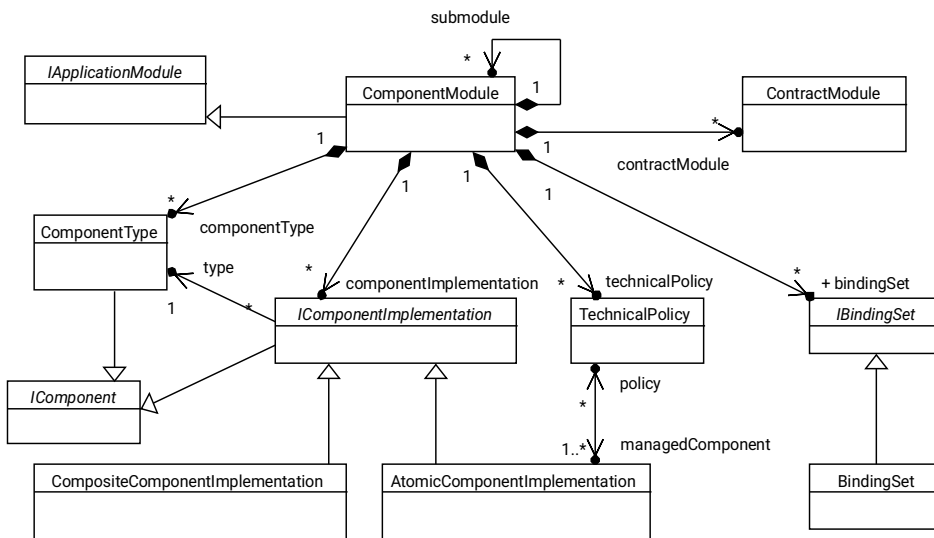 submodule
*
1
IApplicationModule
ComponentModule
ContractModule
1
1
1
1
1
*
contractModule
*
componentType
ComponentType
type
1
*
*
componentImplementation
IComponentImplementation
*
technicalPolicy
TechnicalPolicy
*
+ bindingSet
IBindingSet
IComponent
policy
*
1..*
managedComponent
CompositeComponentImplementation
AtomicComponentImplementation
BindingSet